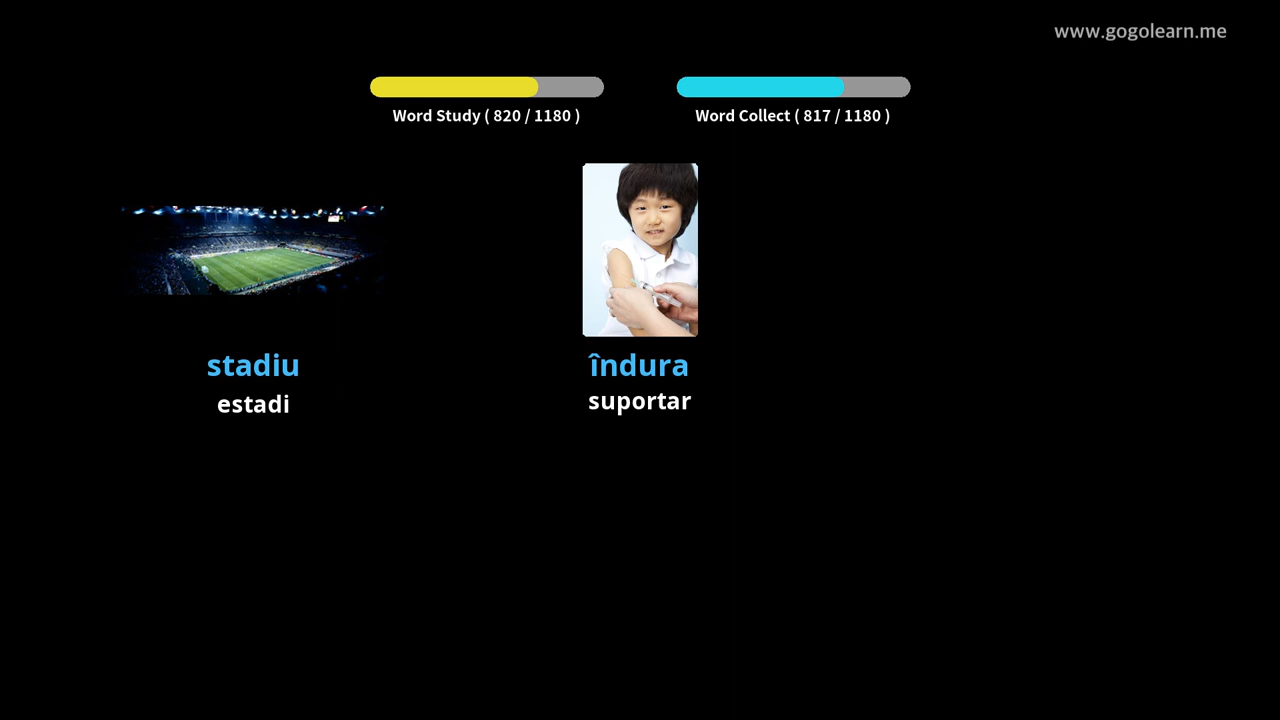 www.gogolearn.me
Word Study ( 820 / 1180 )
Word Collect ( 817 / 1180 )
stadiu
estadi
îndura
suportar